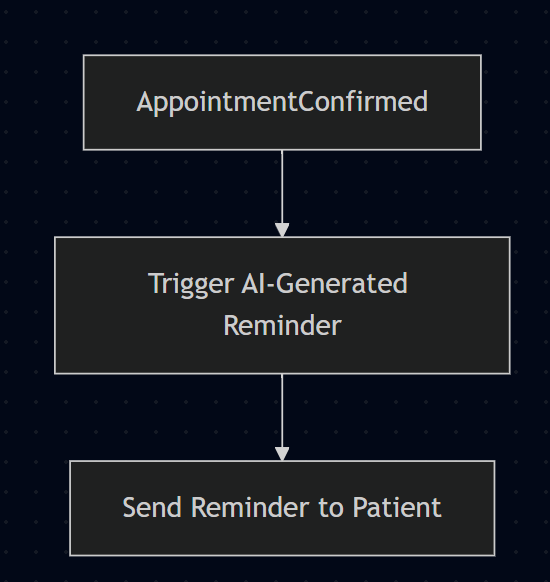 AppointmentConfirmed
Trigger AI-Generated
Reminder
Send Reminder to Patient